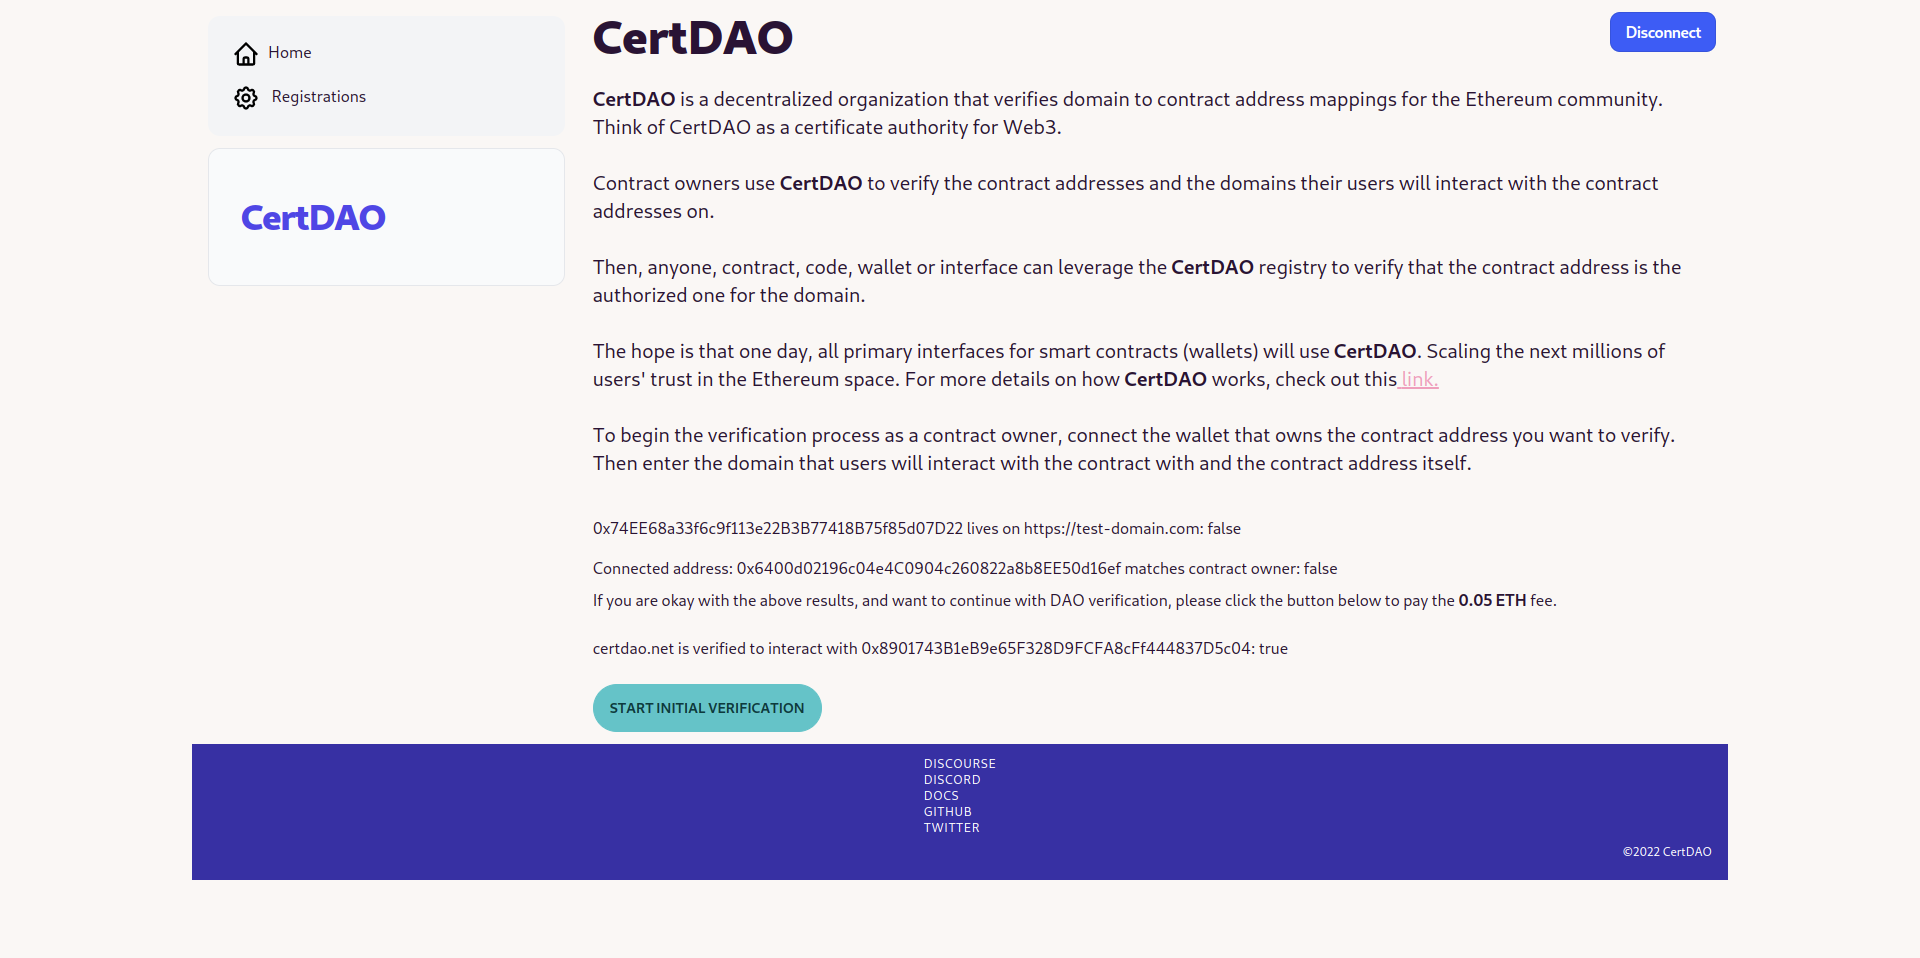 Home
Registrations
CertDAO
CertDAO
Disconnect
CertDAO is a decentralized organization that verifies domain to contract address mappings for the Ethereum community.
Think of CertDAO as a certificate authority for Web3.
Contract owners use CertDAO to verify the contract addresses and the domains their users will interact with the contract
addresses on.
Then, anyone, contract, code, wallet or interface can leverage the CertDAO registry to verify that the contract address is the
authorized one for the domain.
The hope is that one day, all primary interfaces for smart contracts (wallets) will use CertDAO. Scaling the next millions of
users' trust in the Ethereum space. For more details on how CertDAO works, check out this link.
To begin the verification process as a contract owner, connect the wallet that owns the contract address you want to verify.
Then enter the domain that users will interact with the contract with and the contract address itself.
0x74EE68a33f6c9f113e22B3B77418B75f85d07D22 lives on https://test-domain.com: false
Connected address: 0x6400d02196c04e4C0904c260822a8b8EE50d16ef matches contract owner: false
If you are okay with the above results, and want to continue with DAO verification, please click the button below to pay the 0.05 ETH fee.
certdao.net is verified to interact with 0x8901743B1eB9e65F328D9FCFA8cFf444837D5c04: true
START INITIAL VERIFICATION
DISCOURSE
DISCORD
DOCS
GITHUB
TWITTER
©2022 CertDAO